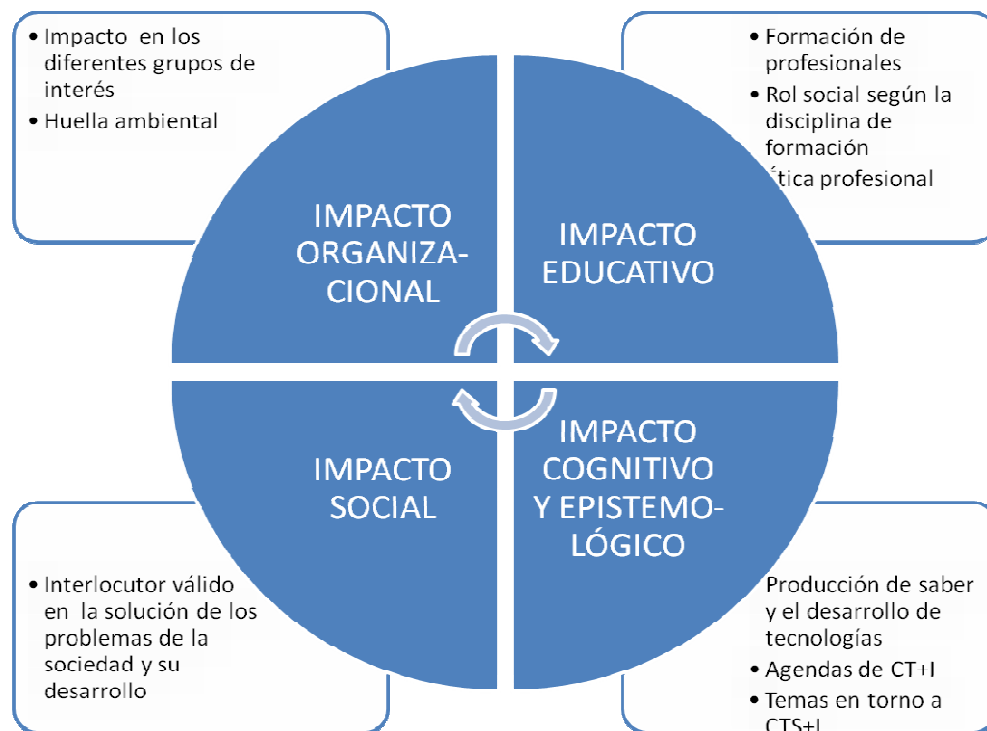 • Impacto en los
diferentes grupos de
interés
• Huella ambiental
• Formación de
profesionales
• Rol social según la
disciplina de
formación
Ética profesional
IMPACTO
ORGANIZA-
CIONAL
IMPACTO
EDUCATIVO
IMPACTO
SOCIAL
IMPACTO
COGNITIVO
Y EPISTEMO-
LÓGICO
• Interlocutor válido
en la solución de los
problemas de la
sociedad y su
desarrollo
Producción de saber
y el desarrollo de
tecnologías
• Agendas de CT+I
• Temas en torno a
CTS+I